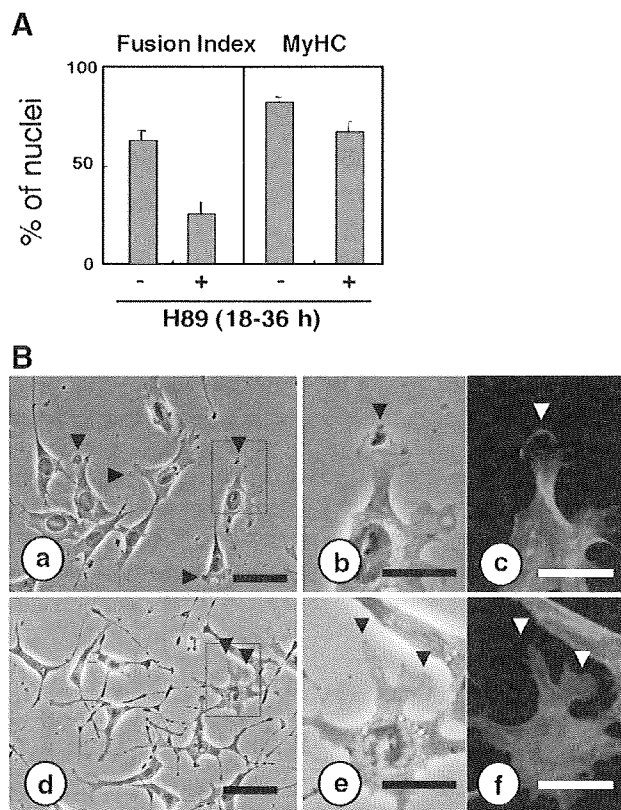 A
Fusion Index MyHC
100
50
0
% of nuclei
- + - +
H89 (18-36 h)
B
a b c
d e f